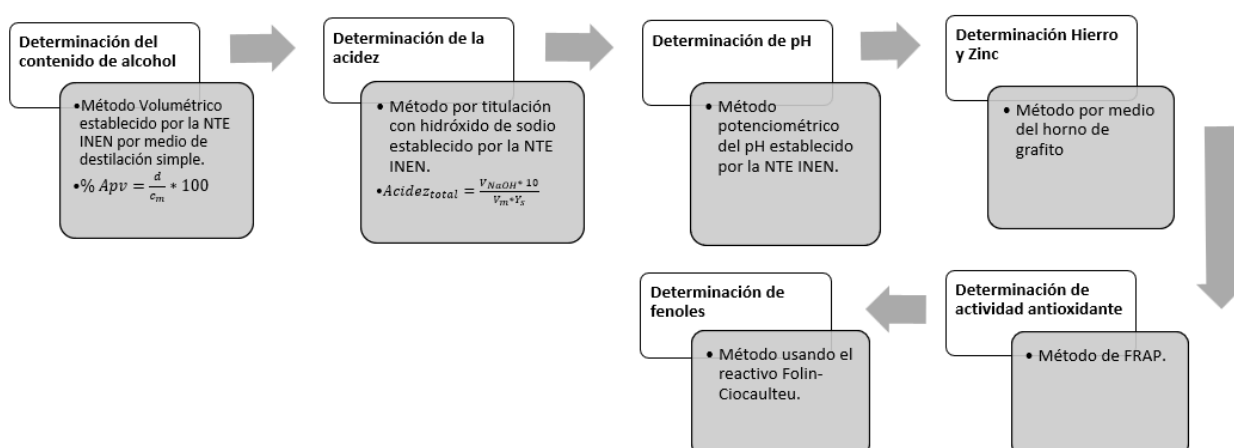 Determinación del
contenido de alcohol
•Método Volumétrico
establecido por la NTE
INEN por medio de
destilación simple.
•% Apv = d/c_m * 100
Determinación de la
acidez
• Método por titulación
con hidróxido de sodio
establecido por la NTE
INEN.
•Acidez_total = V_NaOH* 10/V_m*Y_s
Determinación de pH
• Método
potenciométrico
del pH establecido
por la NTE INEN.
Determinación Hierro
y Zinc
• Método por medio
del horno de
grafito
Determinación de
actividad antioxidante
• Método de FRAP.
Determinación de
fenoles
• Método usando el
reactivo Folin-
Ciocaulteu.